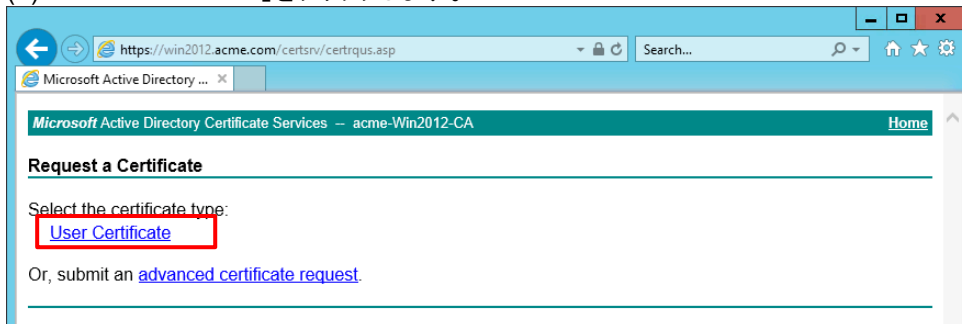 https://win2012.acme.com/certsrv/certrqus.asp
Search...
Microsoft Active Directory ...
Microsoft Active Directory Certificate Services -- acme-Win2012-CA
Home
Request a Certificate
Select the certificate type:
User Certificate
Or, submit an advanced certificate request.